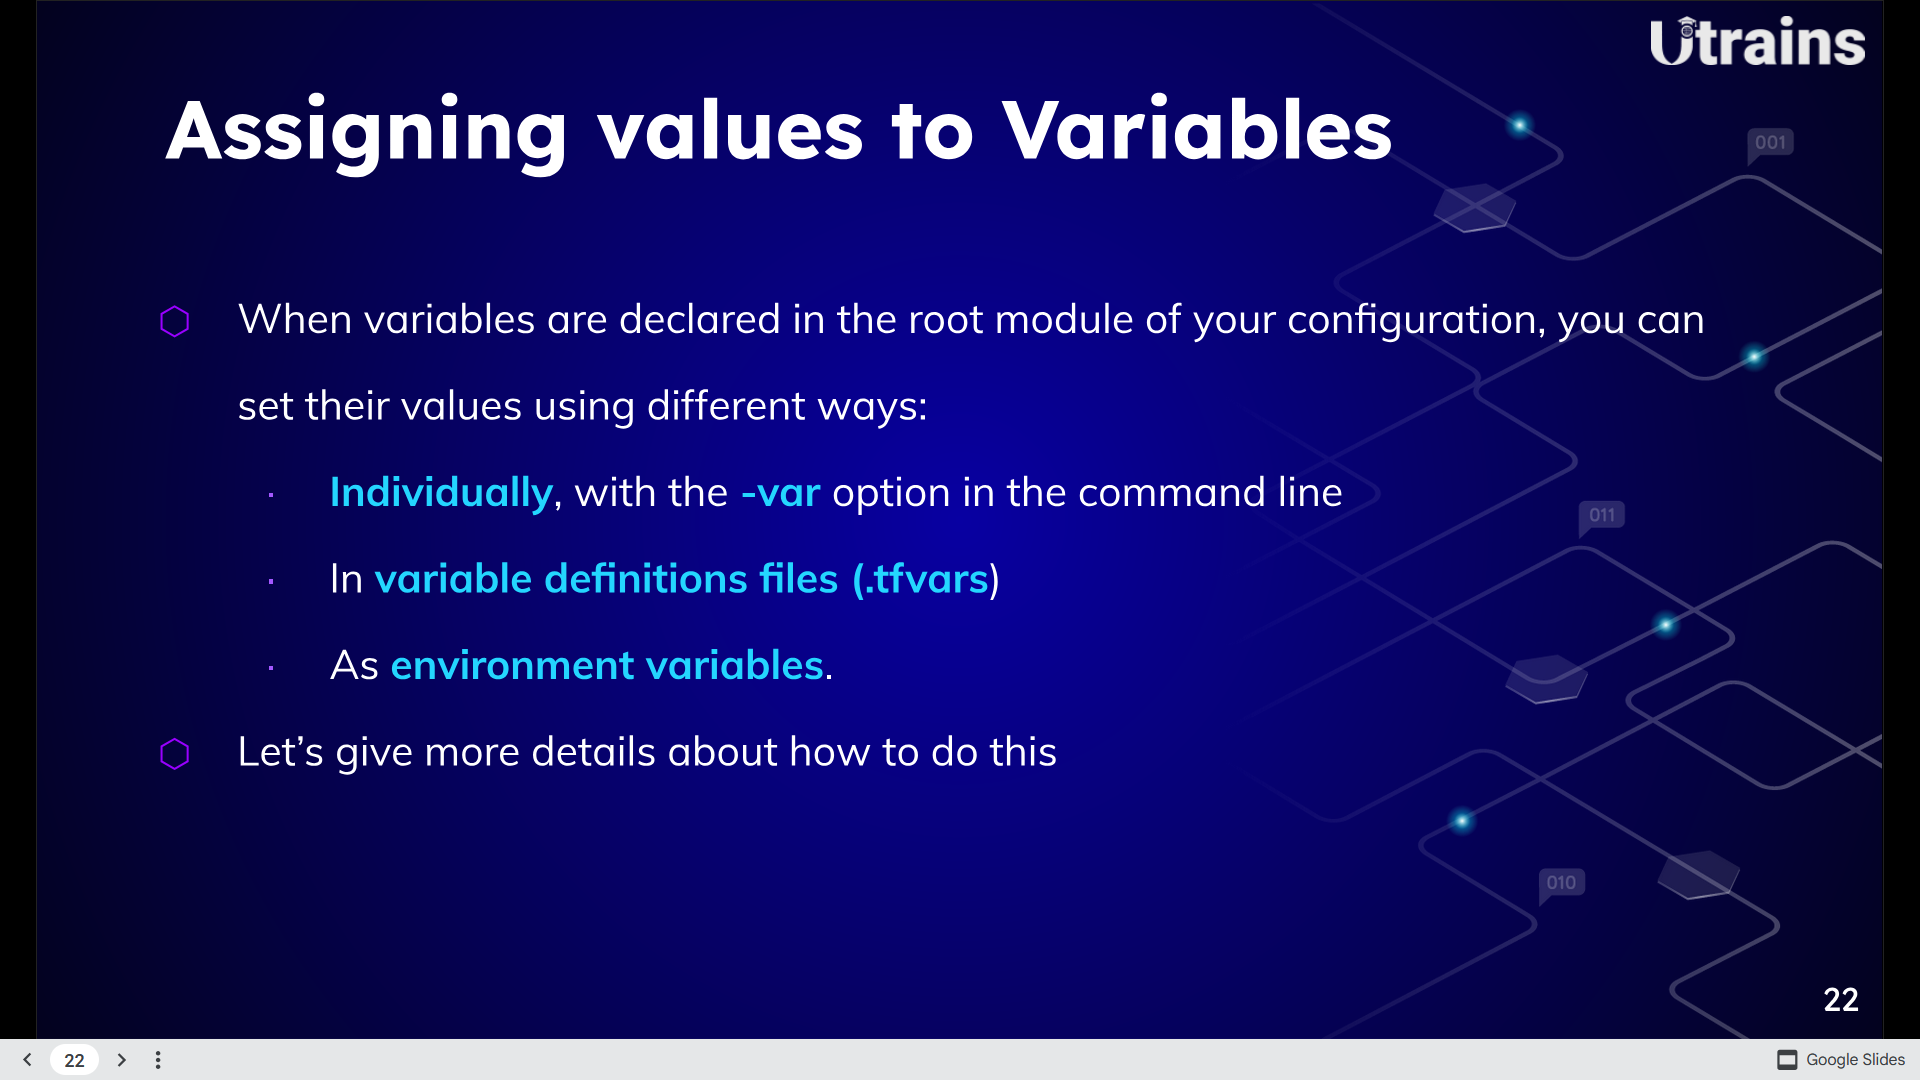 Utrains
Assigning values to Variables
001
When variables are declared in the root module of your configuration, you can
set their values using different ways:
Individually, with the -var option in the command line
011
In variable definitions files (.tfvars)
As environment variables.
Let’s give more details about how to do this
010
22
22
Google Slides